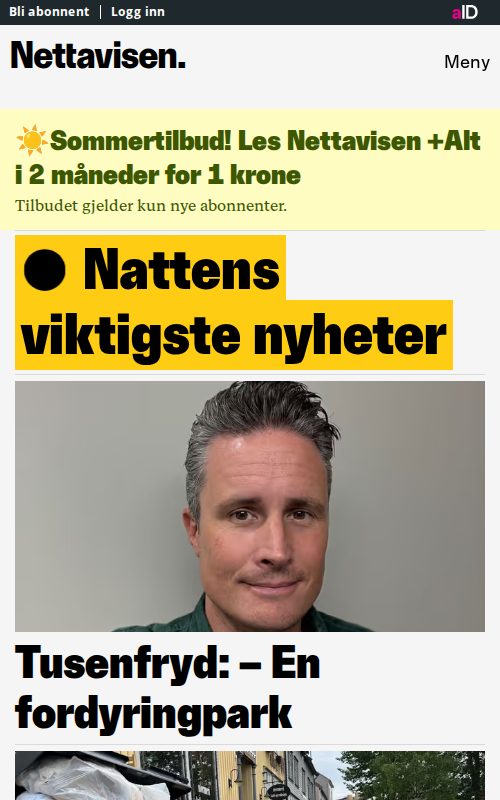 Bli abonnent | Logg inn
aID
Nettavisen.
Meny
☀️Sommertilbud! Les Nettavisen +Alt
i 2 måneder for 1 krone
Tilbudet gjelder kun nye abonnenter.
● Nattens
viktigste nyheter
Tusenfryd: – En
fordyringpark